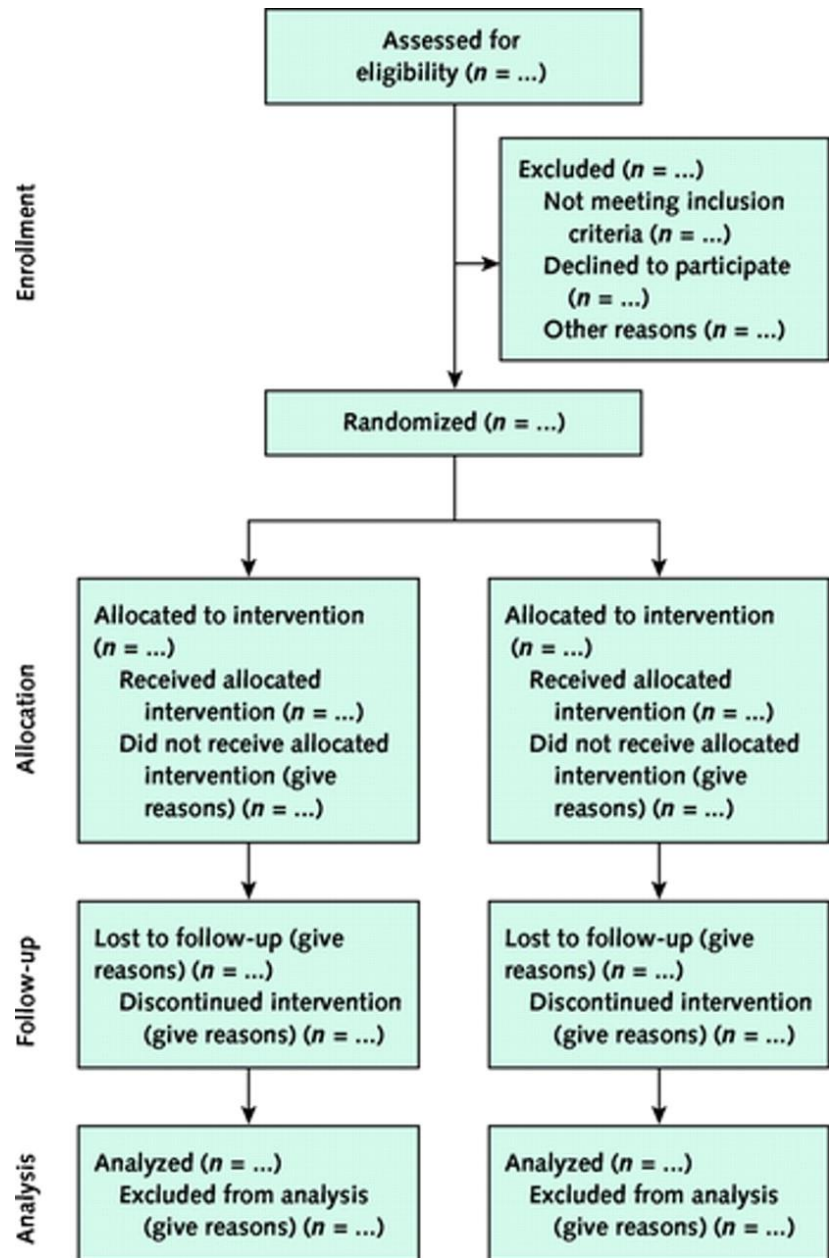 Assessed for
eligibility (n = ...)
Enrollment
Excluded (n = ...)
Not meeting inclusion
criteria (n = ...)
Declined to participate
(n = ...)
Other reasons (n = ...)
Randomized (n = ...)
Allocation
Allocated to intervention
(n = ...)
Received allocated
intervention (n = ...)
Did not receive allocated
intervention (give
reasons) (n = ...)
Allocated to intervention
(n = ...)
Received allocated
intervention (n = ...)
Did not receive allocated
intervention (give
reasons) (n = ...)
Follow-up
Lost to follow-up (give
reasons) (n = ...)
Discontinued intervention
(give reasons) (n = ...)
Lost to follow-up (give
reasons) (n = ...)
Discontinued intervention
(give reasons) (n = ...)
Analysis
Analyzed (n = ...)
Excluded from analysis
(give reasons) (n = ...)
Analyzed (n = ...)
Excluded from analysis
(give reasons) (n = ...)